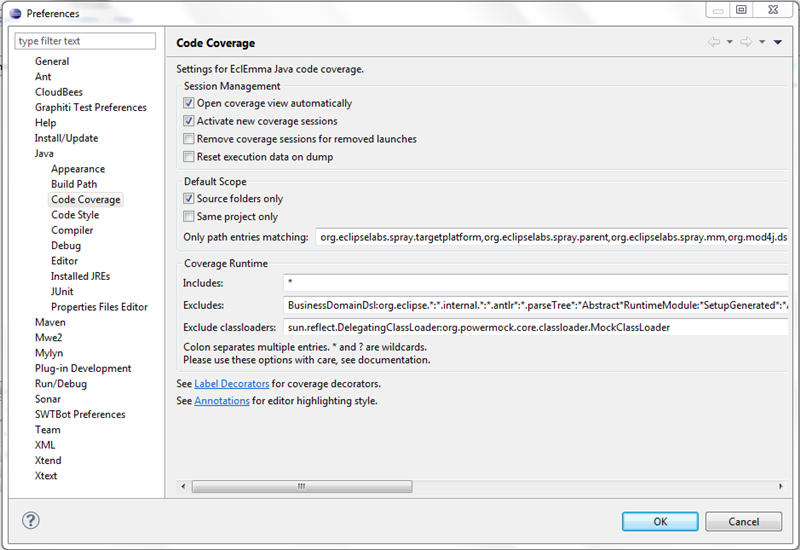 Preferences
type filter text
General
Ant
CloudBees
Graphiti Test Preferences
Help
Install/Update
Java
Appearance
Build Path
Code Coverage
Code Style
Compiler
Debug
Editor
Installed JREs
JUnit
Properties Files Editor
Maven
Mwe2
Mylyn
Plug-in Development
Run/Debug
Sonar
SWTBot Preferences
Team
XML
Xtend
Xtext
Code Coverage
Settings for EclEmma Java code coverage.
Session Management
Open coverage view automatically
Activate new coverage sessions
Remove coverage sessions for removed launches
Reset execution data on dump
Default Scope
Source folders only
Same project only
Only path entries matching: org.eclipselabs.spray.targetplatform,org.eclipselabs.spray.parent,org.eclipselabs.spray.mm,org.mod4j.ds
Coverage Runtime
Includes: *
Excludes: BusinessDomainDsl:org.eclipse.*:*.internal.*:*.antlr*:*.parseTree*:*Abstract*RuntimeModule:*SetupGenerated*:*
Exclude classloaders: sun.reflect.DelegatingClassLoader:org.powermock.core.classloader.MockClassLoader
Colon separates multiple entries. * and ? are wildcards.
Please use these options with care, see documentation.
See Label Decorators for coverage decorators.
See Annotations for editor highlighting style.
OK Cancel